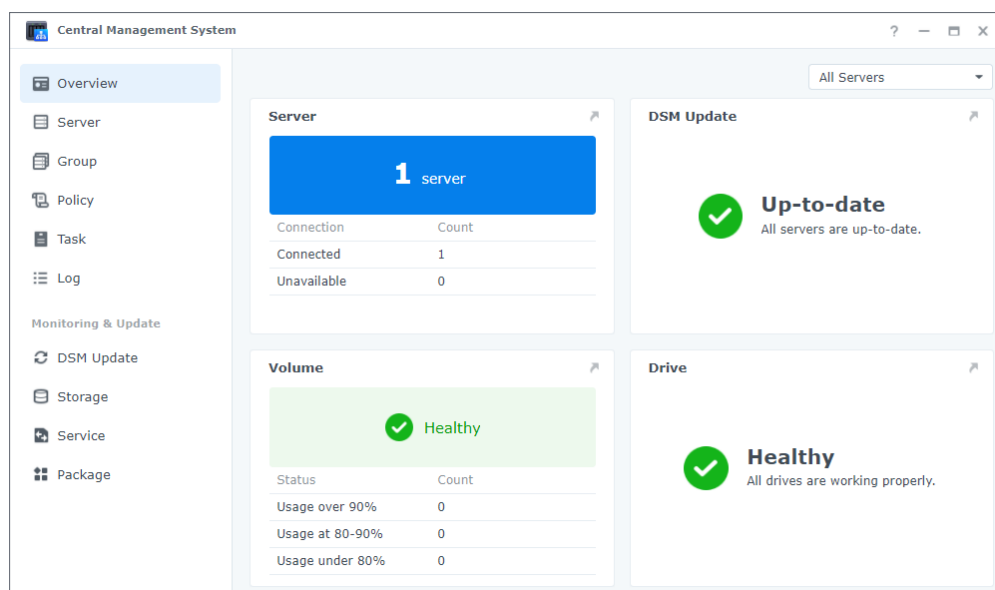 Central Management System
?
Overview
Server
Group
Policy
Task
Log
Monitoring & Update
DSM Update
Storage
Service
Package
All Servers
Server
1 server
Connection Count
Connected 1
Unavailable 0
DSM Update
Up-to-date
All servers are up-to-date.
Volume
Healthy
Status Count
Usage over 90% 0
Usage at 80-90% 0
Usage under 80% 0
Drive
Healthy
All drives are working properly.